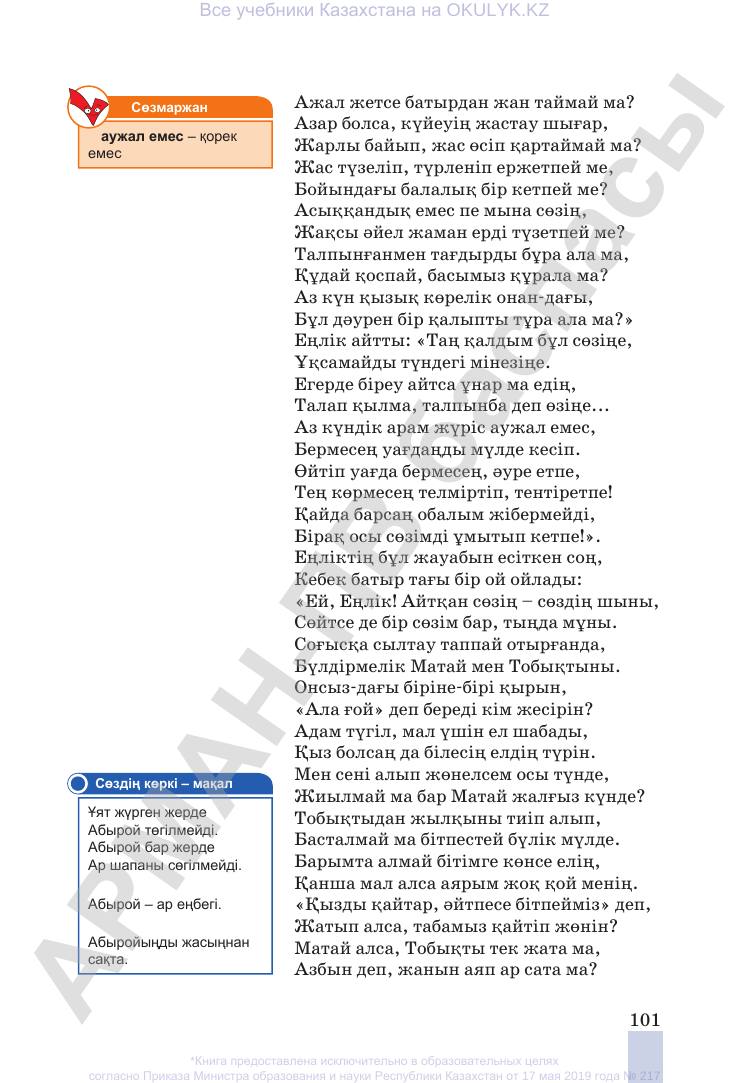 Все учебники Казахстана на OKULYK.KZ
Сөзмаржан
аужал емес – қорек
емес
Ажал жетсе батырдан жан таймай ма?
Азар болса, күйеуің жастау шығар,
Жарлы байып, жас өсіп қартаймай ма?
Жас түзеліп, түрленіп ержетпей ме,
Бойындағы балалық бір кетпей ме?
Асыққандық емес пе мына сөзің,
Жақсы әйел жаман ерді түзетпей ме?
Талпынғанмен тағдырды бұра ала ма,
Құдай қоспай, басымыз құрала ма?
Аз күн қызық көрелік онан-дағы,
Бұл дәурен бір қалыпты тұра ала ма?»
Еңлік айтты: «Таң қалдым бұл сөзіңе,
Ұқсамайды түндегі мінезіңе.
Егерде біреу айтса ұнар ма едің,
Талап қылма, талпынба деп өзіңе...
Аз күндік арам жүріс аужал емес,
Бермесең уағдаңды мүлде кесіп.
Өйтіп уағда бермесең, әуре етпе,
Тең көрмесең телміртіп, тентіретпе!
Қайда барсаң обалым жібермейді,
Бірақ осы сөзімді ұмытып кетпе!».
Еңліктің бұл жауабын есіткен соң,
Кебек батыр тағы бір ой ойлады:
«Ей, Еңлік! Айтқан сөзің – сөздің шыны,
Сөйтсе де бір сөзім бар, тыңда мұны.
Соғысқа сылтау таппай отырғанда,
Бүлдірмелік Матай мен Тобықтыны.
Онсыз-дағы біріне-бірі қырын,
«Ала ғой» деп береді кім жесірін?
Адам түгіл, мал үшін ел шабады,
Қыз болсаң да білесің елдің түрін.
Мен сені алып жөнелсем осы түнде,
Жиылмай ма бар Матай жалғыз күнде?
Тобықтыдан жылқыны тиіп алып,
Басталмай ма бітпестей бүлік мүлде.
Барымта алмай бітімге көнсе елің,
Қанша мал алса аярым жоқ қой менің.
«Қызды қайтар, әйтпесе бітпейміз» деп,
Жатып алса, табамыз қайтіп жөнін?
Матай алса, Тобықты тек жата ма,
Азбын деп, жанын аяп ар сата ма?
Сөздің көркі – мақал
Ұят жүрген жерде
Абырой төгілмейді.
Абырой бар жерде
Ар шапаны сөгілмейді.
Абырой – ар еңбегі.
Абыройыңды жасыңнан
сақта.
АРМАН-ПВ баспасы
101
*Книга предоставлена исключительно в образовательных целях
согласно Приказа Министра образования и науки Республики Казахстан от 17 мая 2019 года № 217